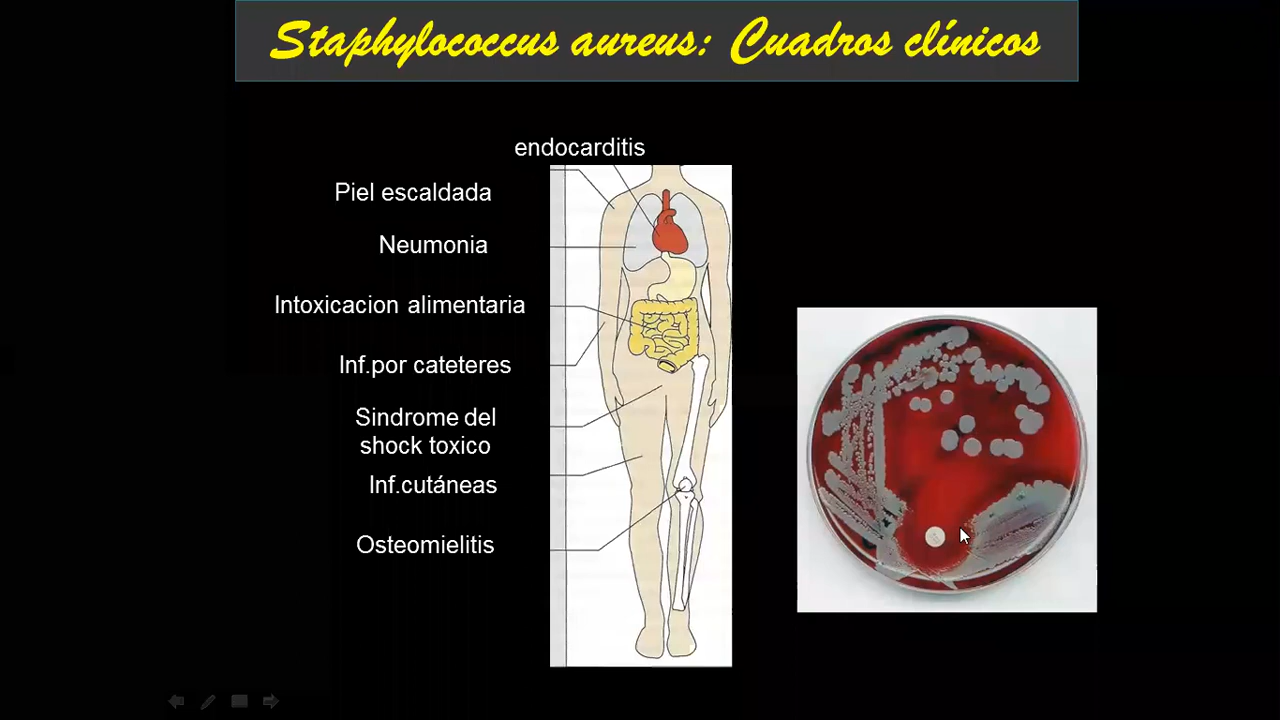 Staphylococcus aureus: Cuadros clínicos
endocarditis
Piel escaldada
Neumonia
Intoxicacion alimentaria
Inf.por cateteres
Sindrome del
shock toxico
Inf.cutáneas
Osteomielitis